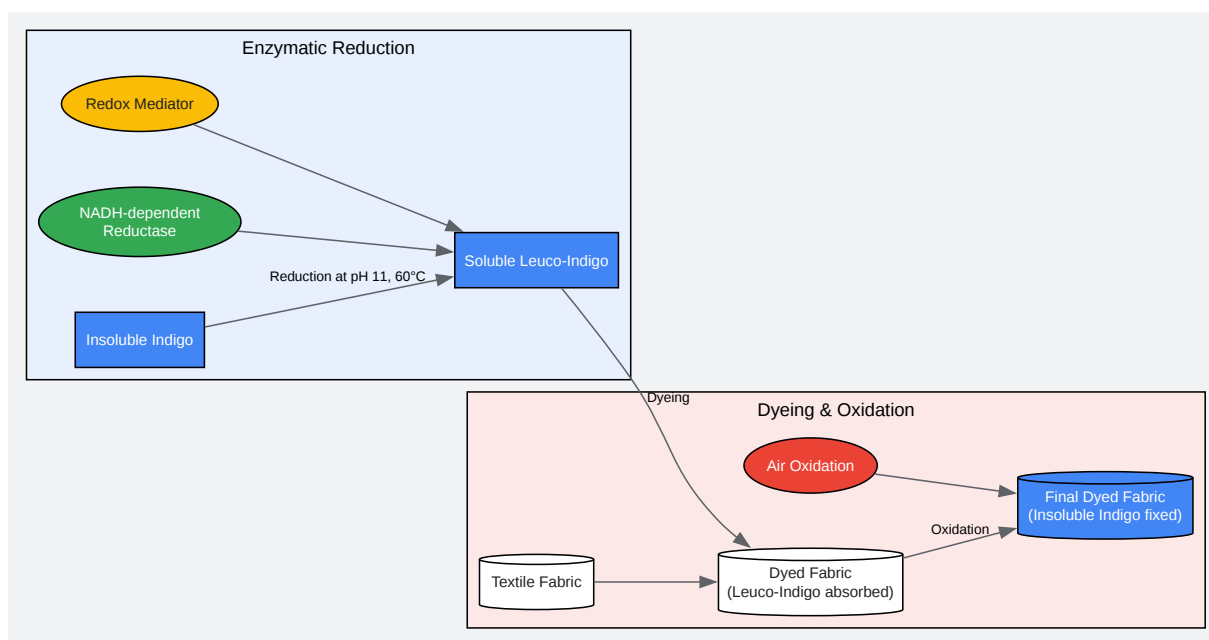 Enzymatic Reduction
Redox Mediator
NADH-dependent
Reductase
Soluble Leuco-Indigo
Reduction at pH 11, 60°C
Insoluble Indigo
Dyeing
Dyeing & Oxidation
Air Oxidation
Final Dyed Fabric
(Insoluble Indigo fixed)
Oxidation
Textile Fabric
Dyed Fabric
(Leuco-Indigo absorbed)